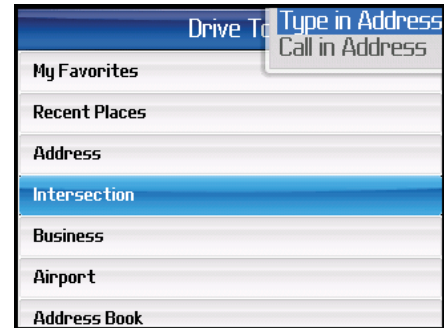 Drive To
Type in Address
Call in Address
My Favorites
Recent Places
Address
Intersection
Business
Airport
Address Book